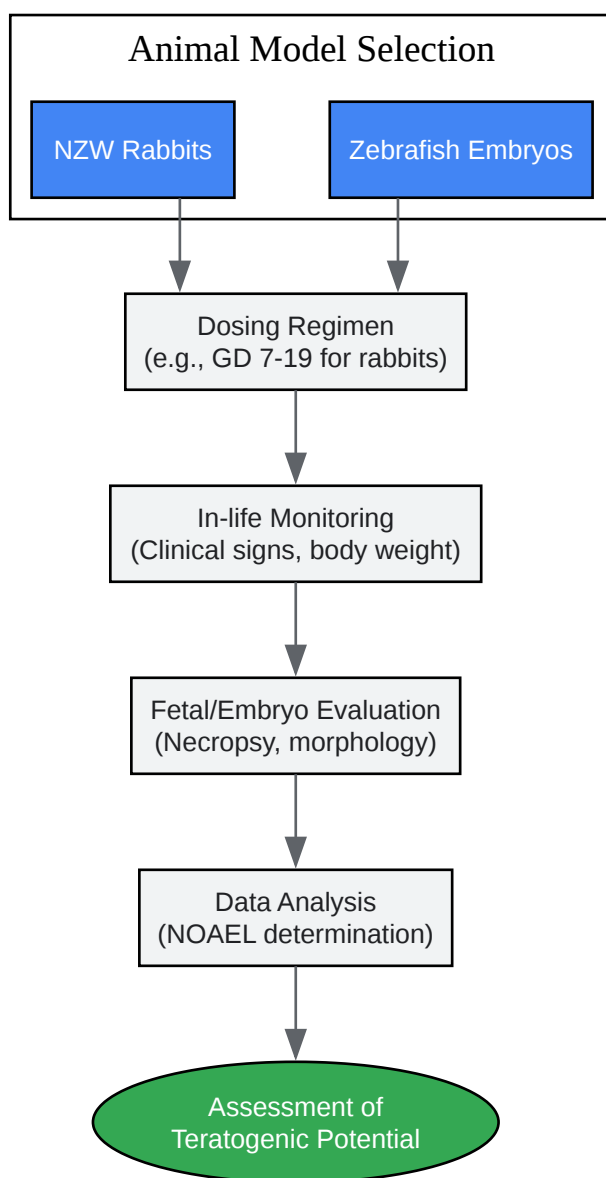 Animal Model Selection
NZW Rabbits
Zebrafish Embryos
Dosing Regimen
(e.g., GD 7-19 for rabbits)
In-life Monitoring
(Clinical signs, body weight)
Fetal/Embryo Evaluation
(Necropsy, morphology)
Data Analysis
(NOAEL determination)
Assessment of
Teratogenic Potential